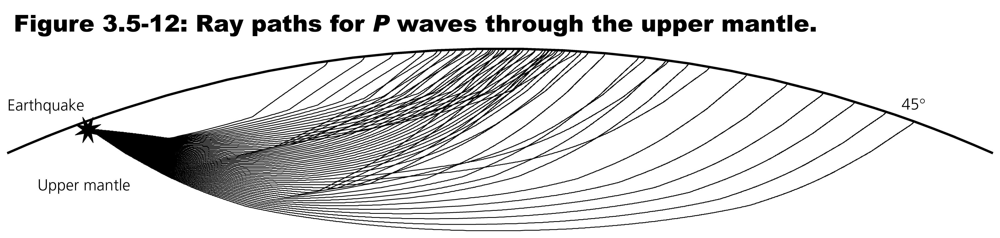 Figure 3.5-12: Ray paths for P waves through the upper mantle.
Earthquake
45°
Upper mantle